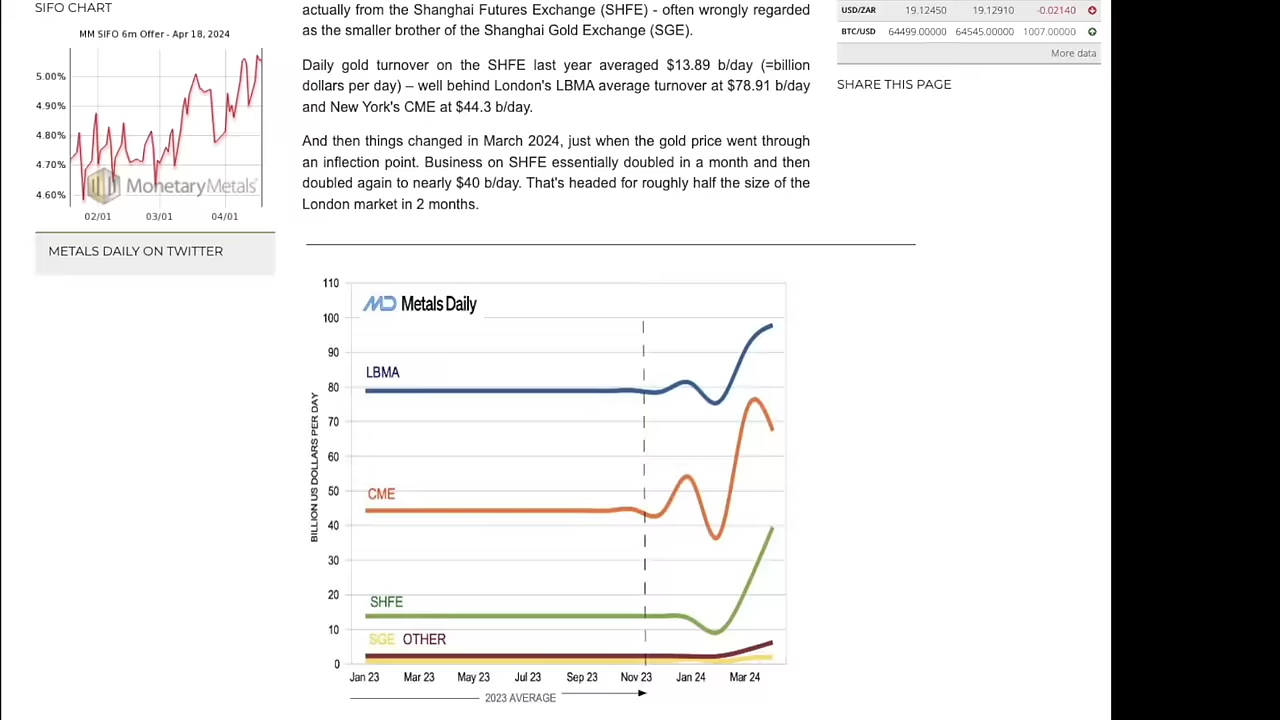 SIFO CHART
MM SIFO 6m Offer - Apr 18, 2024
5.00%
4.90%
4.80%
4.70%
4.60%
MonetaryMetals
02/01 03/01 04/01
METALS DAILY ON TWITTER
actually from the Shanghai Futures Exchange (SHFE) - often wrongly regarded
as the smaller brother of the Shanghai Gold Exchange (SGE).
Daily gold turnover on the SHFE last year averaged $13.89 b/day (=billion
dollars per day) – well behind London's LBMA average turnover at $78.91 b/day
and New York's CME at $44.3 b/day.
And then things changed in March 2024, just when the gold price went through
an inflection point. Business on SHFE essentially doubled in a month and then
doubled again to nearly $40 b/day. That's headed for roughly half the size of the
London market in 2 months.
Metals Daily
BILLION US DOLLARS PER DAY
110
100
90
80
70
60
50
40
30
20
10
0
LBMA
CME
SHFE
SGE OTHER
Jan 23 Mar 23 May 23 Jul 23 Sep 23 Nov 23 Jan 24 Mar 24
2023 AVERAGE
USD/ZAR 19.12450 19.12910 -0.02140
BTC/USD 64499.00000 64545.00000 1007.00000
More data
SHARE THIS PAGE